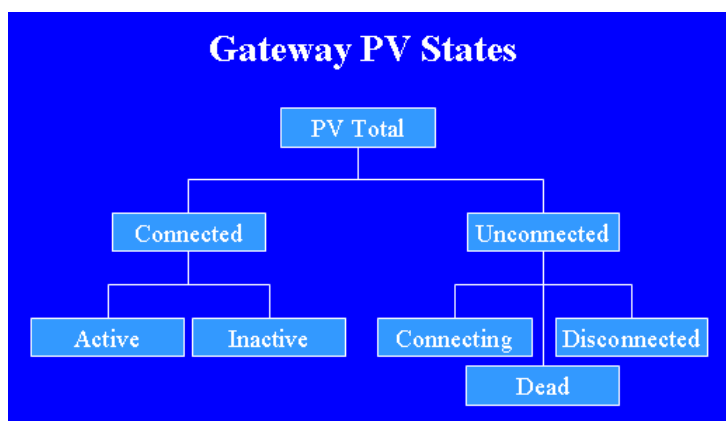 Gateway PV States
PV Total
Connected
Unconnected
Active
Inactive
Connecting
Disconnected
Dead